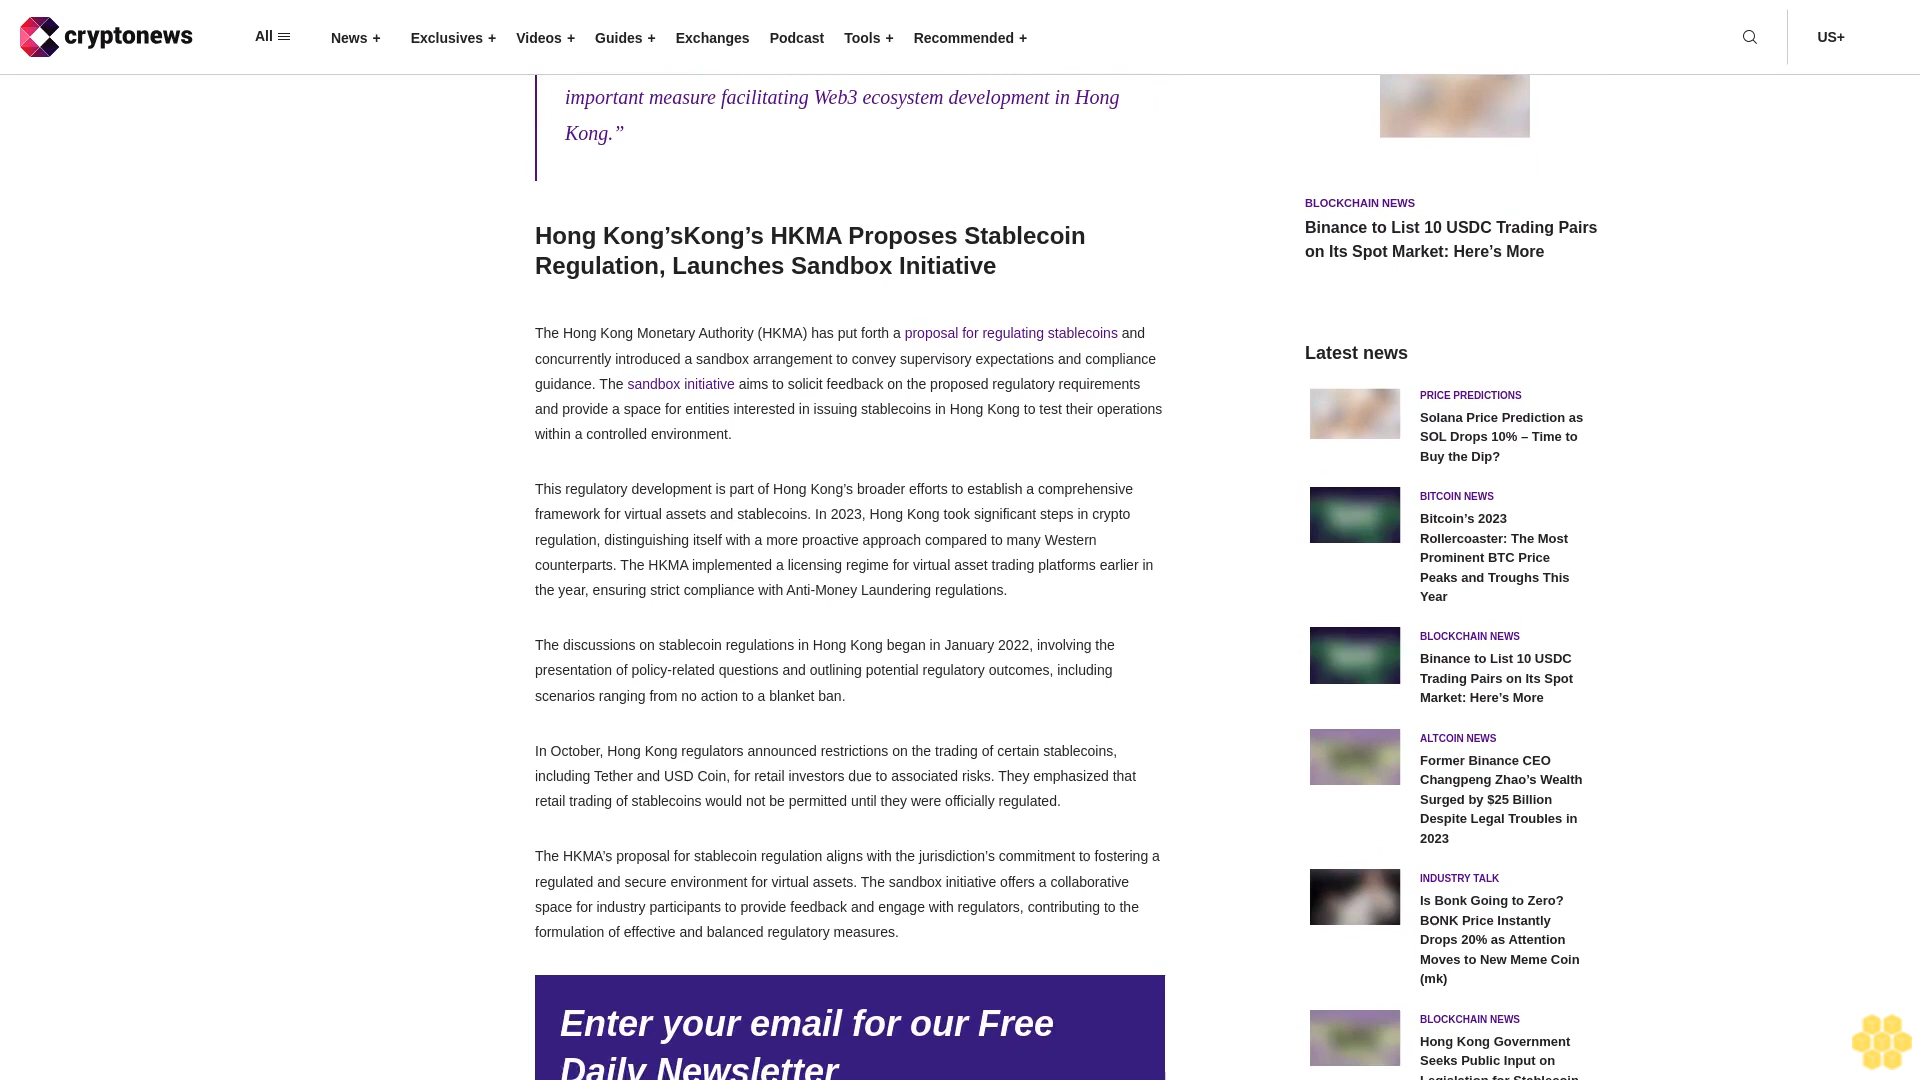 cryptonews
All
News +
Exclusives +
Videos +
Guides +
Exchanges
Podcast
Tools +
Recommended +
US+
important measure facilitating Web3 ecosystem development in Hong
Kong.”
Hong Kong’sKong’s HKMA Proposes Stablecoin
Regulation, Launches Sandbox Initiative
The Hong Kong Monetary Authority (HKMA) has put forth a proposal for regulating stablecoins and
concurrently introduced a sandbox arrangement to convey supervisory expectations and compliance
guidance. The sandbox initiative aims to solicit feedback on the proposed regulatory requirements
and provide a space for entities interested in issuing stablecoins in Hong Kong to test their operations
within a controlled environment.
This regulatory development is part of Hong Kong’s broader efforts to establish a comprehensive
framework for virtual assets and stablecoins. In 2023, Hong Kong took significant steps in crypto
regulation, distinguishing itself with a more proactive approach compared to many Western
counterparts. The HKMA implemented a licensing regime for virtual asset trading platforms earlier in
the year, ensuring strict compliance with Anti-Money Laundering regulations.
The discussions on stablecoin regulations in Hong Kong began in January 2022, involving the
presentation of policy-related questions and outlining potential regulatory outcomes, including
scenarios ranging from no action to a blanket ban.
In October, Hong Kong regulators announced restrictions on the trading of certain stablecoins,
including Tether and USD Coin, for retail investors due to associated risks. They emphasized that
retail trading of stablecoins would not be permitted until they were officially regulated.
The HKMA’s proposal for stablecoin regulation aligns with the jurisdiction’s commitment to fostering a
regulated and secure environment for virtual assets. The sandbox initiative offers a collaborative
space for industry participants to provide feedback and engage with regulators, contributing to the
formulation of effective and balanced regulatory measures.
Enter your email for our Free
Daily Newsletter
BLOCKCHAIN NEWS
Binance to List 10 USDC Trading Pairs
on Its Spot Market: Here’s More
Latest news
PRICE PREDICTIONS
Solana Price Prediction as
SOL Drops 10% – Time to
Buy the Dip?
BITCOIN NEWS
Bitcoin’s 2023
Rollercoaster: The Most
Prominent BTC Price
Peaks and Troughs This
Year
BLOCKCHAIN NEWS
Binance to List 10 USDC
Trading Pairs on Its Spot
Market: Here’s More
ALTCOIN NEWS
Former Binance CEO
Changpeng Zhao’s Wealth
Surged by $25 Billion
Despite Legal Troubles in
2023
INDUSTRY TALK
Is Bonk Going to Zero?
BONK Price Instantly
Drops 20% as Attention
Moves to New Meme Coin
(mk)
BLOCKCHAIN NEWS
Hong Kong Government
Seeks Public Input on
Legislation for Stablecoin